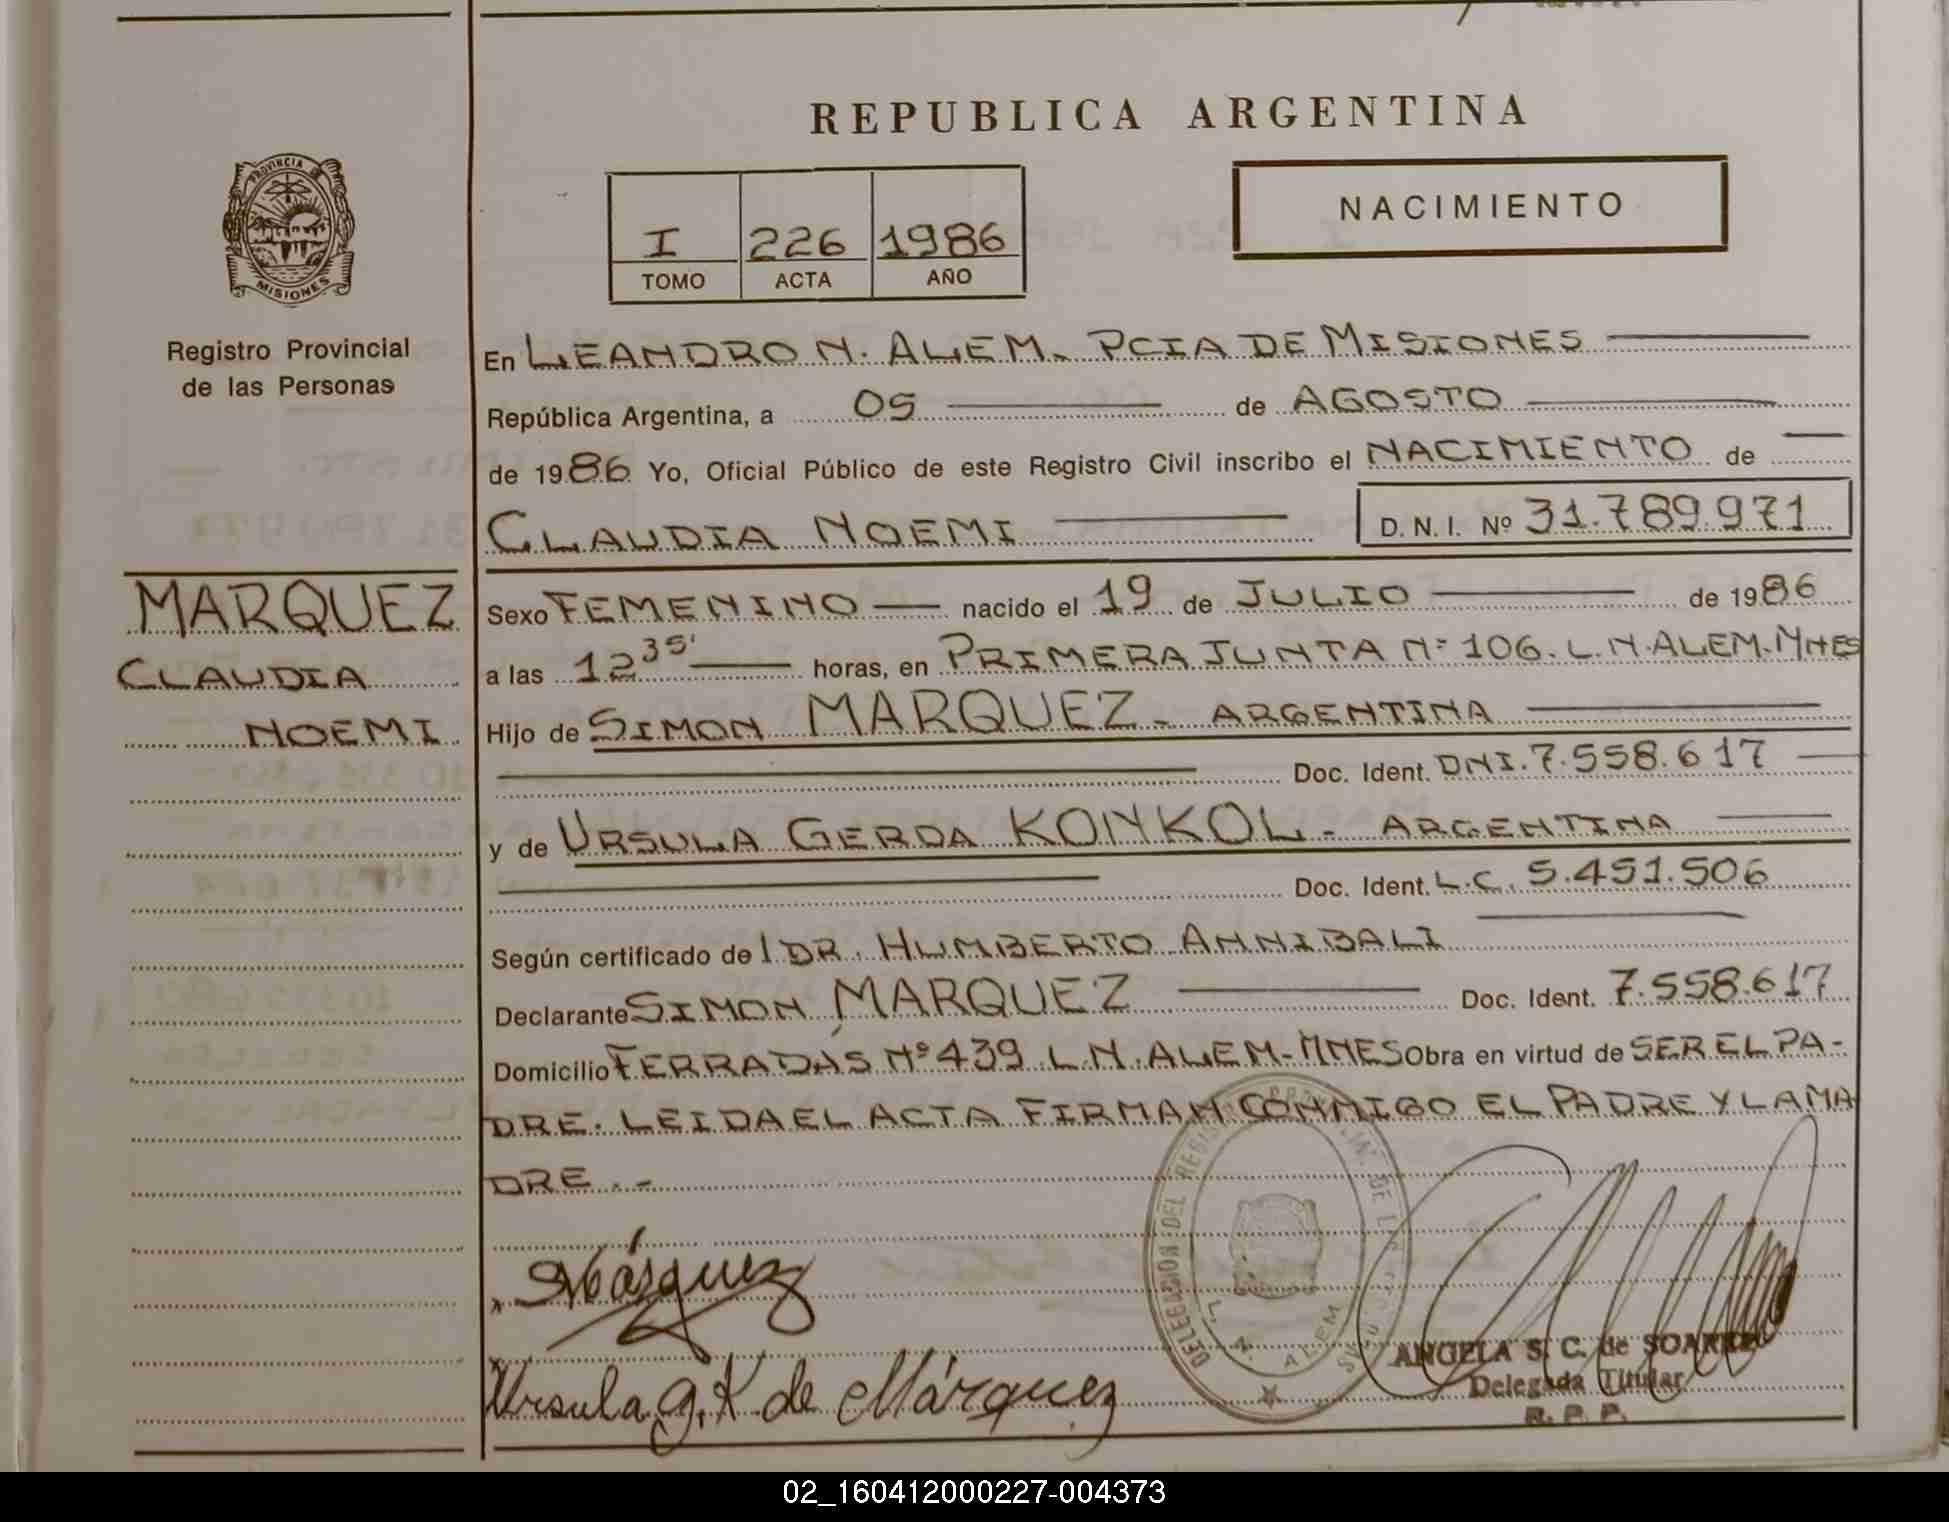 REPUBLICA ARGENTINA
PROVINCIA DE
MISIONES
Registro Provincial
de las Personas
I 226 1986
TOMO ACTA AÑO
NACIMIENTO
En LEANDRO N. ALEM. PCIA DE MISIONES
República Argentina, a 05 de AGOSTO
de 1986 Yo, Oficial Público de este Registro Civil inscribo el NACIMIENTO de
CLAUDIA NOEMI D. N. I. Nº 31.789.971
MARQUEZ
CLAUDIA
NOEMI
Sexo FEMENINO nacido el 19 de JULIO de 1986
a las 12 35' horas, en PRIMERA JUNTA Nº 106. L.N. ALEM. MNES
Hijo de SIMON MARQUEZ - ARGENTINA
Doc. Ident. DNI. 7.558.617
y de URSULA GERDA KONKOL - ARGENTINA
Doc. Ident. L.C. 5.451.506
Según certificado de DR. HUMBERTO ANNIBALI
Declarante SIMON MARQUEZ Doc. Ident. 7.558.617
Domicilio FERRADAS Nº 439 L.N. ALEM-MNES Obra en virtud de SER EL PA-
DRE. LEIDA EL ACTA FIRMAN CONMIGO EL PADRE Y LA MA
DRE.-
SMárquez
Ursula G. K. de Márquez
DELEGACION DEL
L. N. ALEM
ANGELA S. C. de SOAREZ
Delegada Titular
R. P. P.
02_160412000227-004373